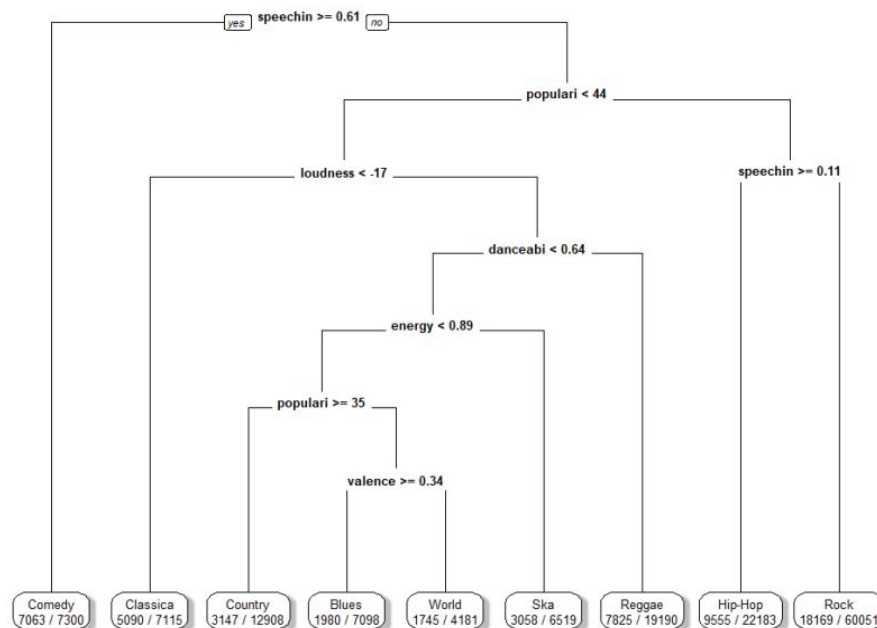 speechin >= 0.61
yes
no
populari < 44
loudness < -17
speechin >= 0.11
danceabi < 0.64
energy < 0.89
populari >= 35
valence >= 0.34
Comedy
7063 / 7300
Classica
5090 / 7115
Country
3147 / 12908
Blues
1980 / 7098
World
1745 / 4181
Ska
3058 / 6519
Reggae
7825 / 19190
Hip-Hop
9555 / 22183
Rock
18169 / 60051